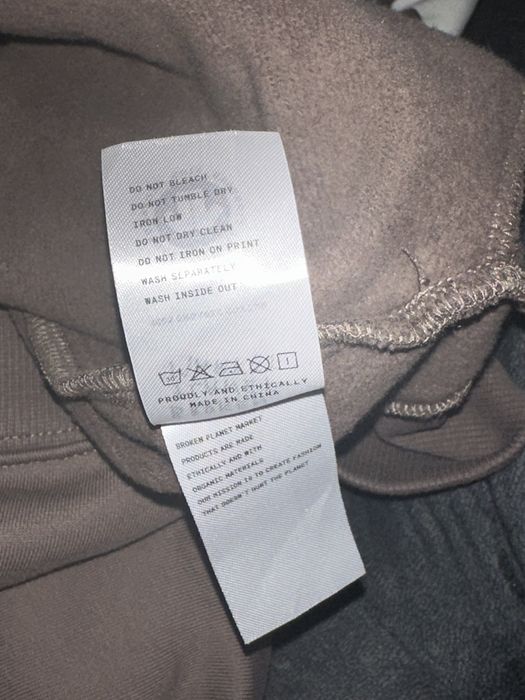 DO NOT BLEACH
DO NOT TUMBLE DRY
IRON LOW
DO NOT DRY CLEAN
DO NOT IRON ON PRINT
WASH SEPARATELY
WASH INSIDE OUT
30
PROUDLY AND ETHICALLY
MADE IN CHINA
BROKEN PLANET MARKET
PRODUCTS ARE MADE
ETHICALLY AND WITH
ORGANIC MATERIALS
OUR MISSION IS TO CREATE FASHION
THAT DOESN'T HURT THE PLANET